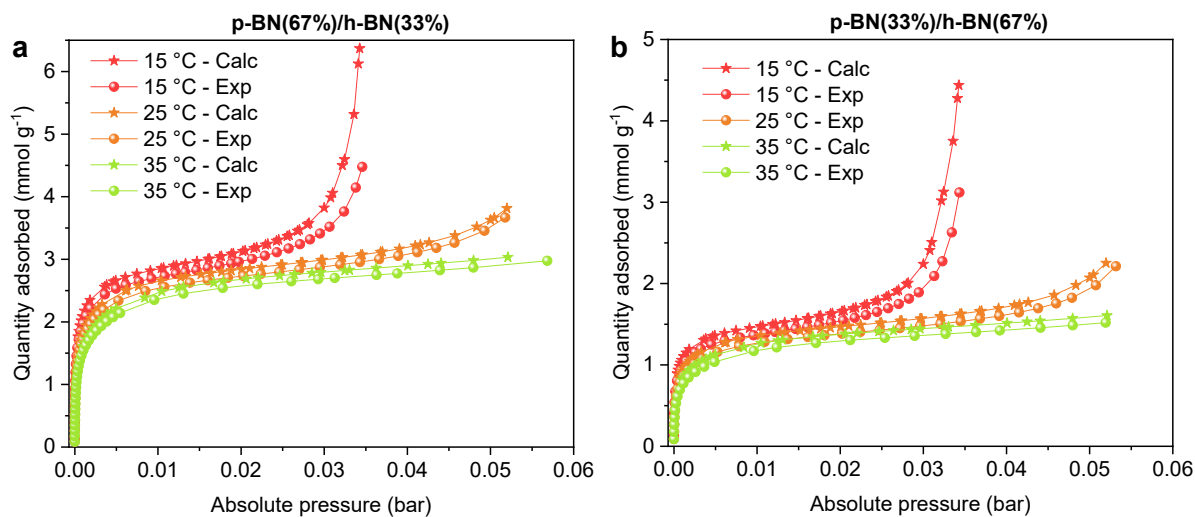 p-BN(67%)/h-BN(33%)
a
15 °C - Calc
15 °C - Exp
25 °C - Calc
25 °C - Exp
35 °C - Calc
35 °C - Exp
Quantity adsorbed (mmol g⁻¹)
6
5
4
3
2
1
0
0.00 0.01 0.02 0.03 0.04 0.05 0.06
Absolute pressure (bar)
p-BN(33%)/h-BN(67%)
b
15 °C - Calc
15 °C - Exp
25 °C - Exp
35 °C - Calc
35 °C - Exp
Quantity adsorbed (mmol g⁻¹)
5
4
3
2
1
0
0.00 0.01 0.02 0.03 0.04 0.05 0.06
Absolute pressure (bar)